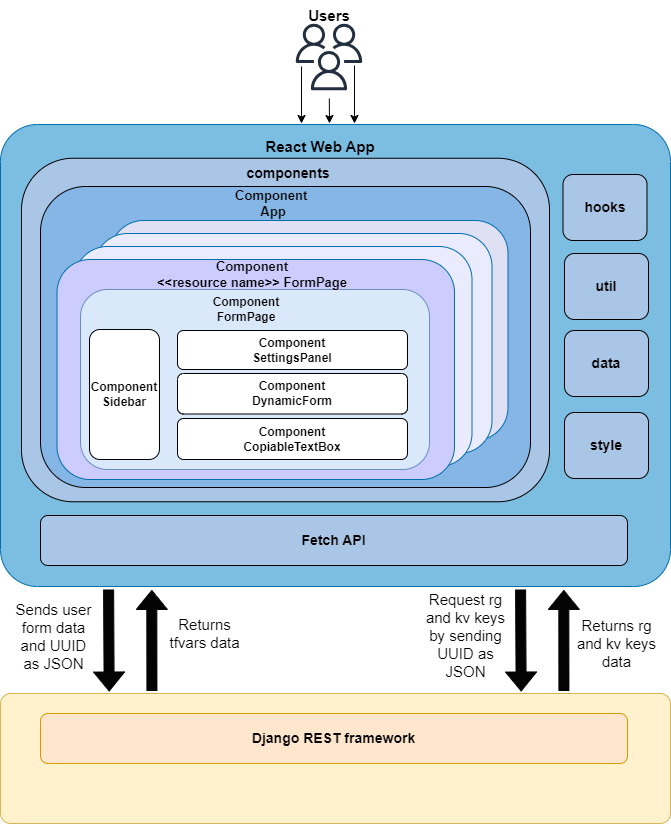 Users
React Web App
components
Component
App
Component
<<resource name>> FormPage
Component
FormPage
Component
Sidebar
Component
SettingsPanel
Component
DynamicForm
Component
CopiableTextBox
hooks
util
data
style
Fetch API
Sends user
form data
and UUID
as JSON
Returns
tfvars data
Request rg
and kv keys
by sending
UUID as
JSON
Returns rg
and kv keys
data
Django REST framework